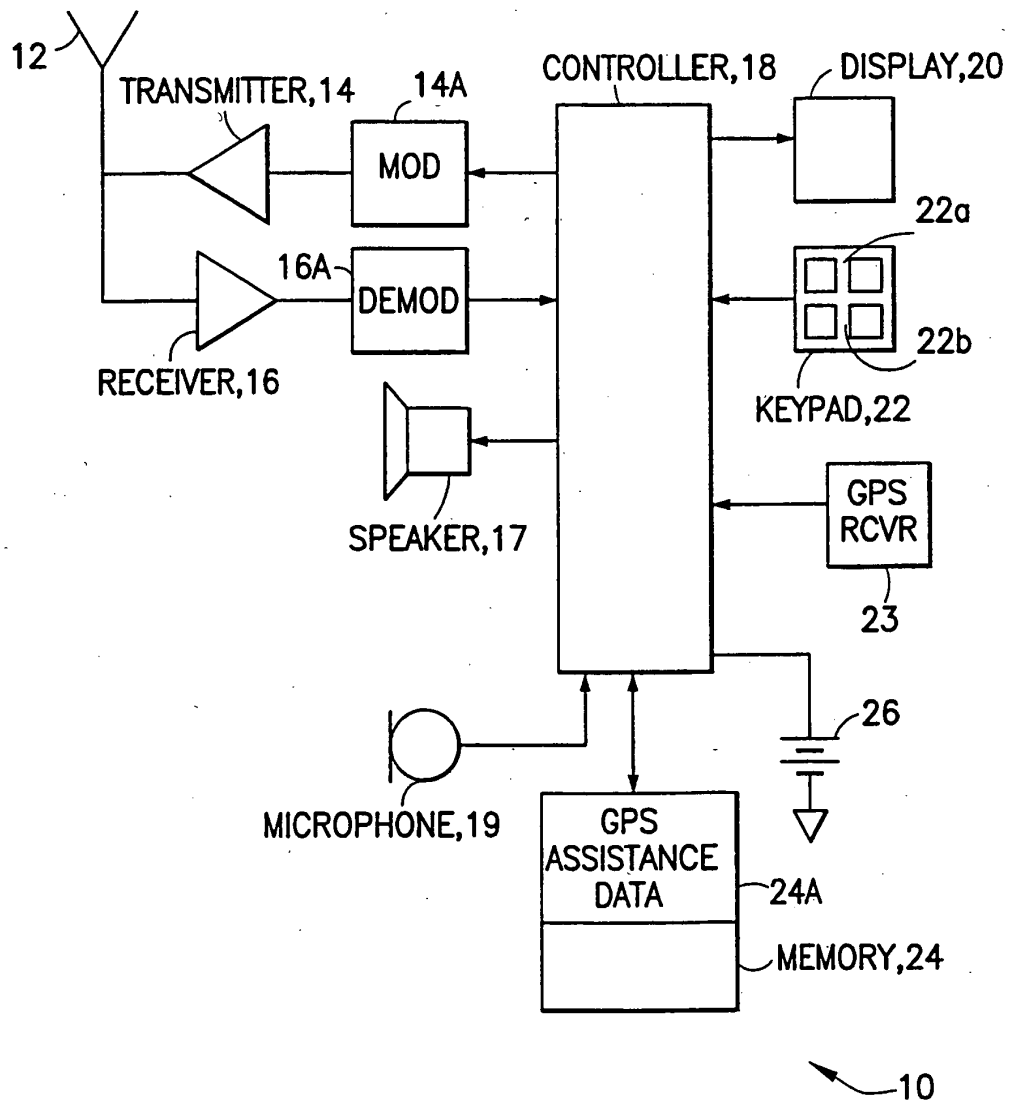 12
TRANSMITTER,14
14A
CONTROLLER,18
DISPLAY,20
MOD
22a
16A
DEMOD
22b
RECEIVER,16
KEYPAD,22
GPS
RCVR
SPEAKER,17
23
26
MICROPHONE,19
GPS
ASSISTANCE
DATA
24A
MEMORY,24
10